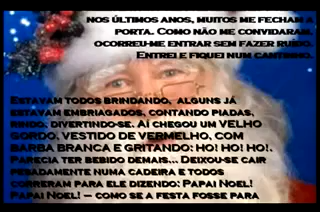 nos últimos anos, muitos me fecham a
porta. Como não me convidaram,
ocorreu-me entrar sem fazer ruído.
Entrei e fiquei num cantinho.
Estavam todos brindando, alguns já
estavam embriagados, contando piadas,
rindo, divertindo-se. Aí chegou um VELHO
GORDO, VESTIDO DE VERMELHO, COM
BARBA BRANCA E GRITANDO: HO! HO! HO!.
Parecia ter bebido demais... Deixou-se cair
pesadamente numa cadeira e todos
correram para ele dizendo: Papai Noel!
Papai Noel! – como se a festa fosse para